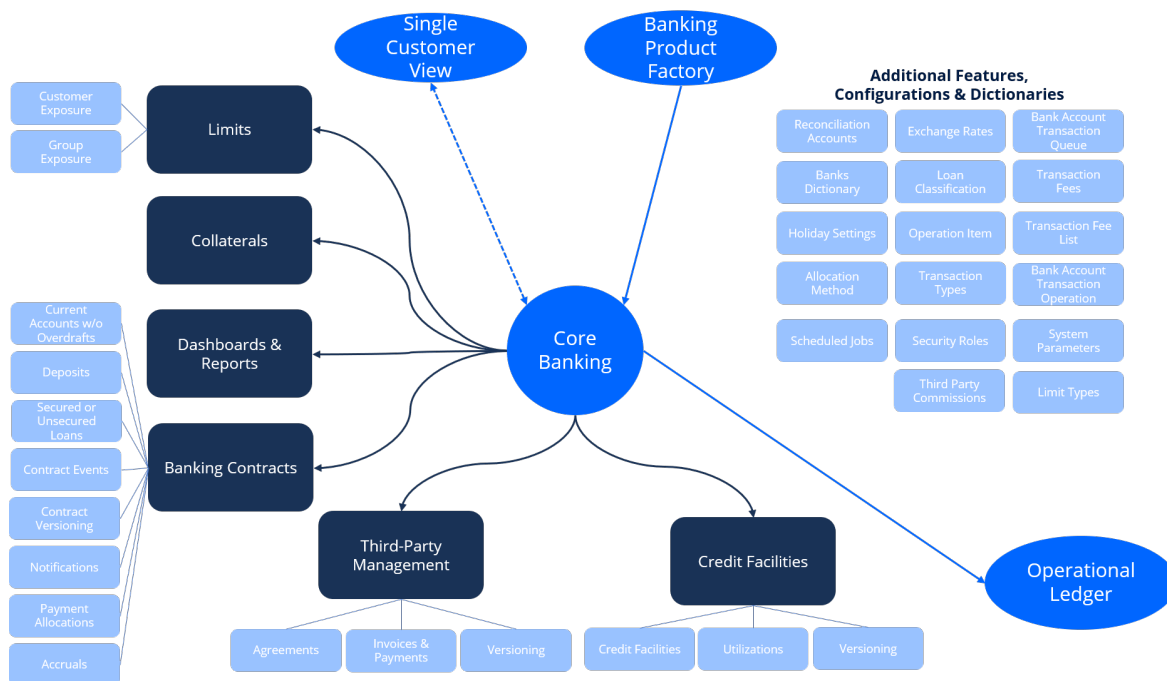 Single
Customer
View
Banking
Product
Factory
Additional Features,
Configurations & Dictionaries
Customer
Exposure
Group
Exposure
Limits
Collaterals
Dashboards &
Reports
Banking Contracts
Current
Accounts w/o
Overdrafts
Deposits
Secured or
Unsecured
Loans
Contract Events
Contract
Versioning
Notifications
Payment
Allocations
Accruals
Core
Banking
Third-Party
Management
Agreements
Invoices &
Payments
Versioning
Credit Facilities
Credit Facilities
Utilizations
Versioning
Operational
Ledger
Reconciliation
Accounts
Exchange Rates
Bank Account
Transaction
Queue
Banks
Dictionary
Loan
Classification
Transaction
Fees
Holiday Settings
Operation Item
Transaction Fee
List
Allocation
Method
Transaction
Types
Bank Account
Transaction
Operation
Scheduled Jobs
Security Roles
System
Parameters
Third Party
Commissions
Limit Types